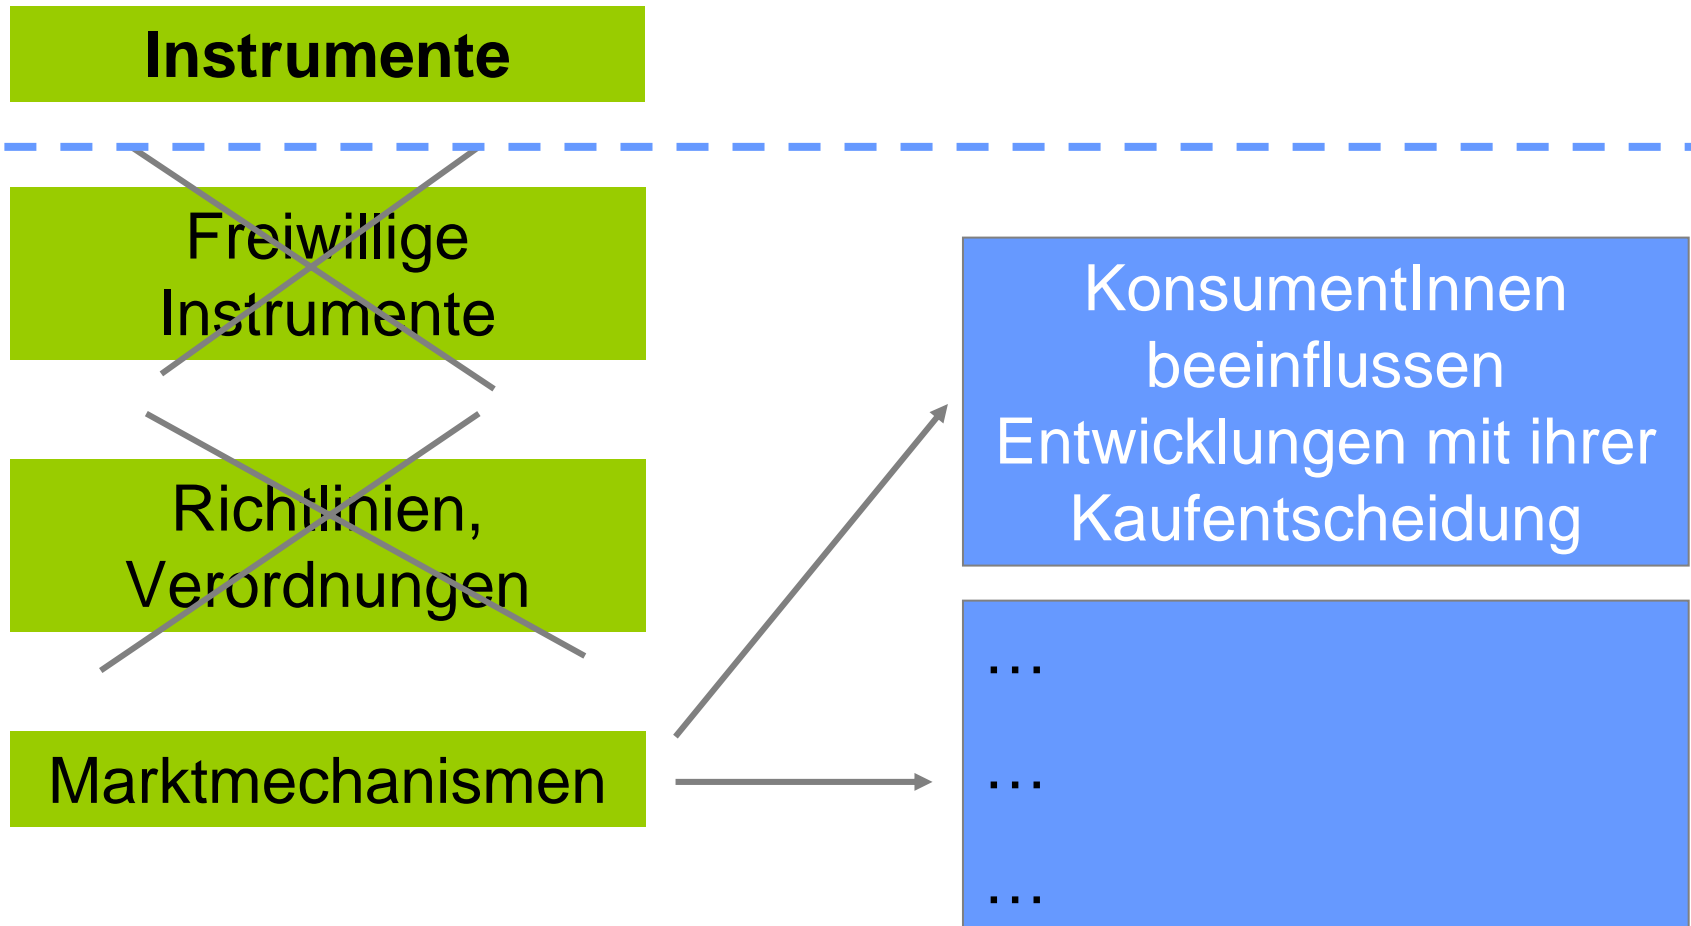 Instrumente
Freiwillige
Instrumente
Richtlinien,
Verordnungen
Marktmechanismen
KonsumentInnen
beeinflussen
Entwicklungen mit ihrer
Kaufentscheidung
…
…
…